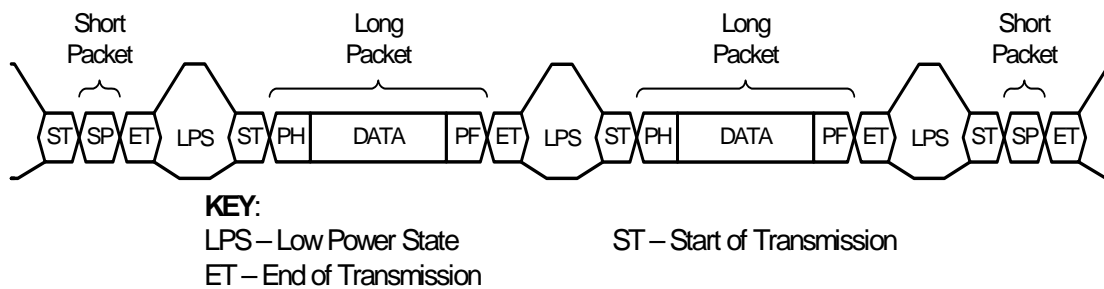 Short Packet
Long Packet
Long Packet
Short Packet
ST SP ET LPS ST PH DATA PF ET LPS ST PH DATA PF ET LPS ST SP ET
KEY:
LPS – Low Power State
ST – Start of Transmission
ET – End of Transmission